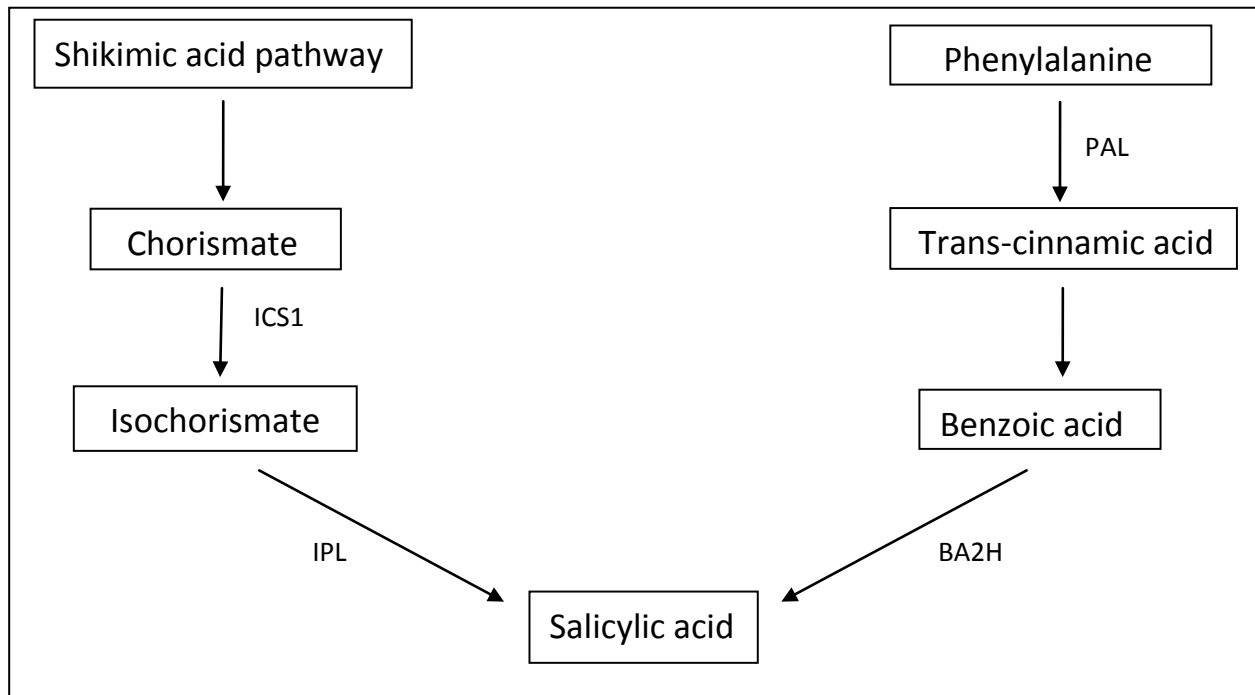 Shikimic acid pathway
Phenylalanine
PAL
Chorismate
Trans-cinnamic acid
ICS1
Isochorismate
Benzoic acid
IPL
BA2H
Salicylic acid